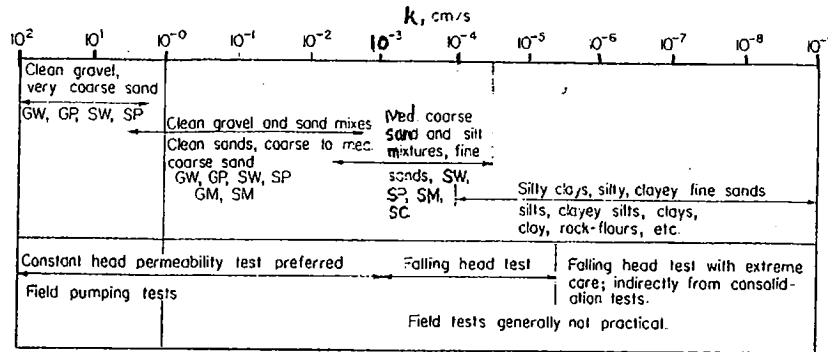 k, cm/s
10² 10¹ 10⁻⁰ 10⁻¹ 10⁻² 10⁻³ 10⁻⁴ 10⁻⁵ 10⁻⁶ 10⁻⁷ 10⁻⁸
Clean gravel,
very coarse sand
GW, GP, SW, SP
Clean gravel and sand mixes
Clean sands, coarse to med.
coarse sand
GW, GP, SW, SP
GM, SM
Med. coarse
sand and silt
mixtures, fine
sands, SW,
SP, SM,
SC
Silty clays, silty, clayey fine sands
silts, clayey silts, clays,
clay, rock-flours, etc.
Constant head permeability test preferred
Falling head test
Falling head test with extreme
care; indirectly from consolid-
ation tests.
Field pumping tests
Field tests generally not practical.